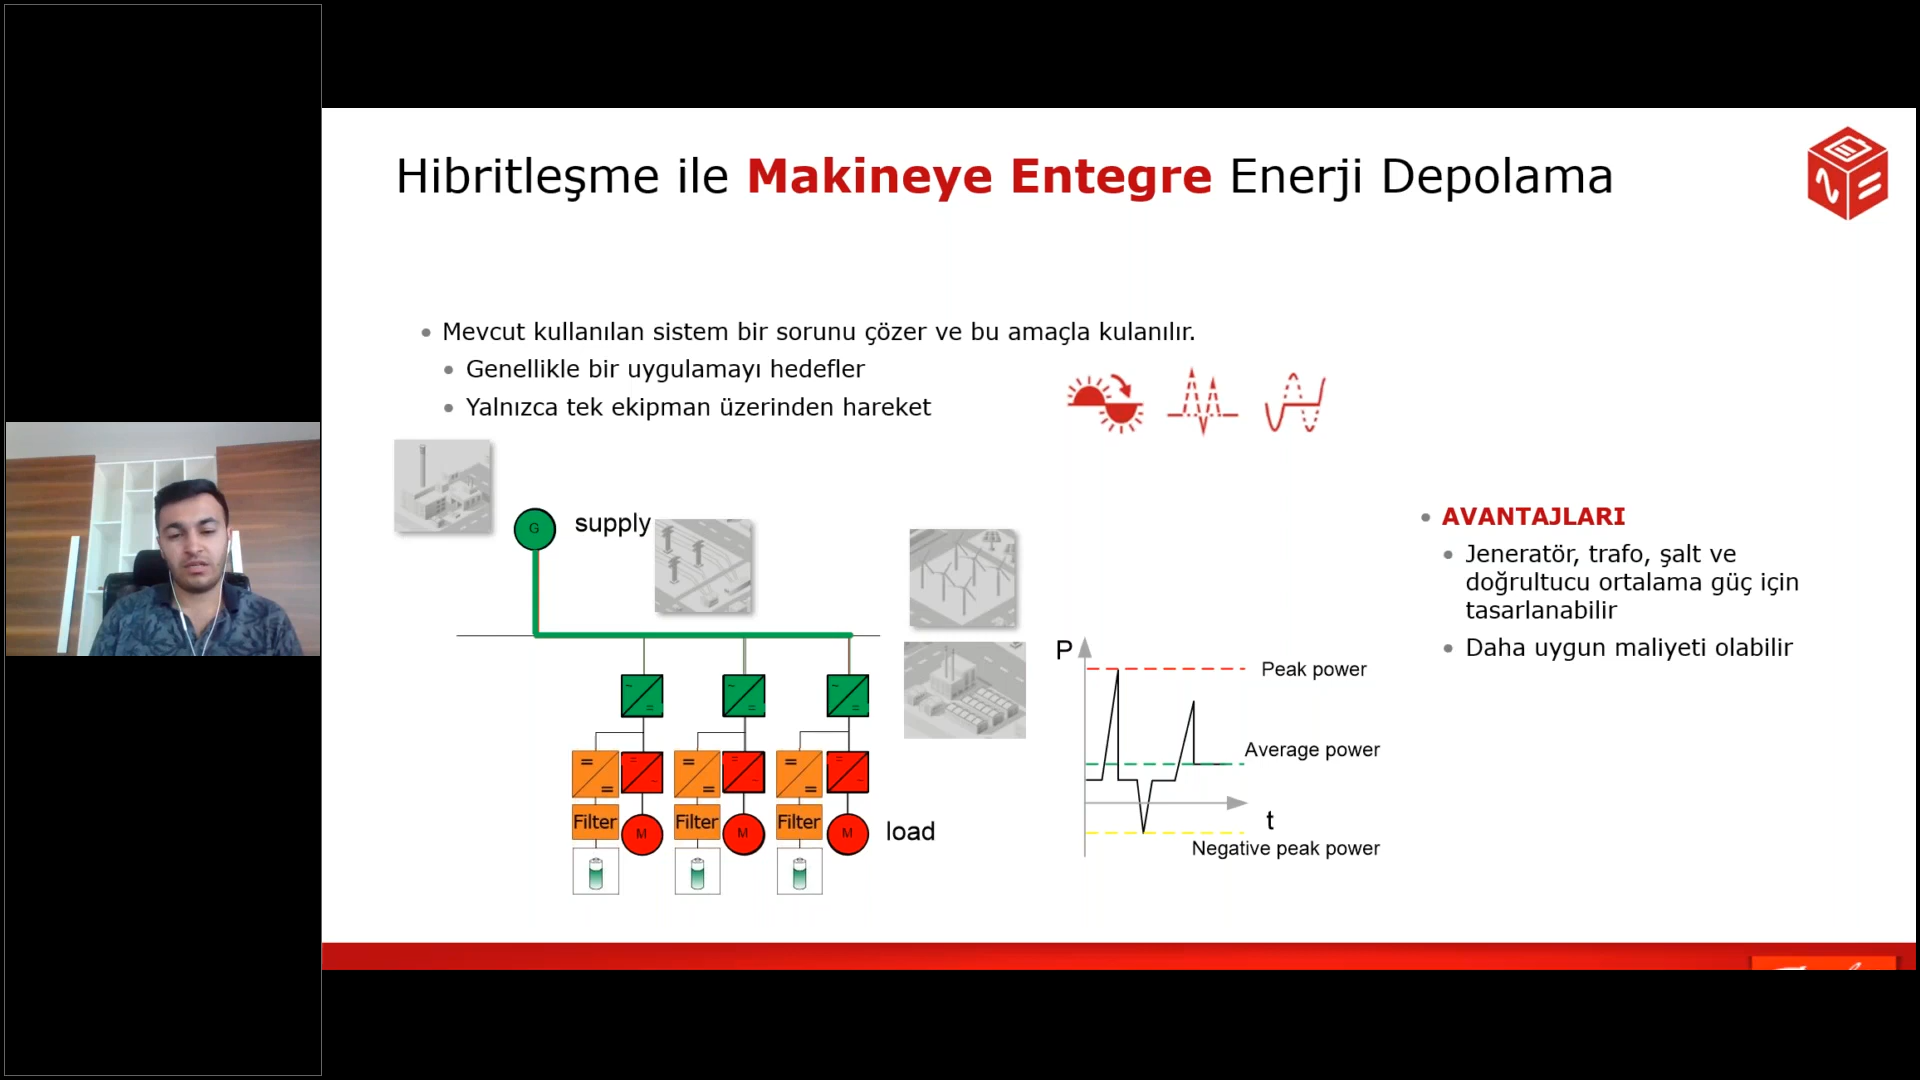 Hibritleşme ile Makineye Entegre Enerji Depolama
Mevcut kullanılan sistem bir sorunu çözer ve bu amaçla kulanılır.
Genellikle bir uygulamayı hedefler
Yalnızca tek ekipman üzerinden hareket
G
supply
Filter
M
Filter
M
Filter
M
load
P
Peak power
Average power
t
Negative peak power
AVANTAJLARI
Jeneratör, trafo, şalt ve
doğrultucu ortalama güç için
tasarlanabilir
Daha uygun maliyeti olabilir